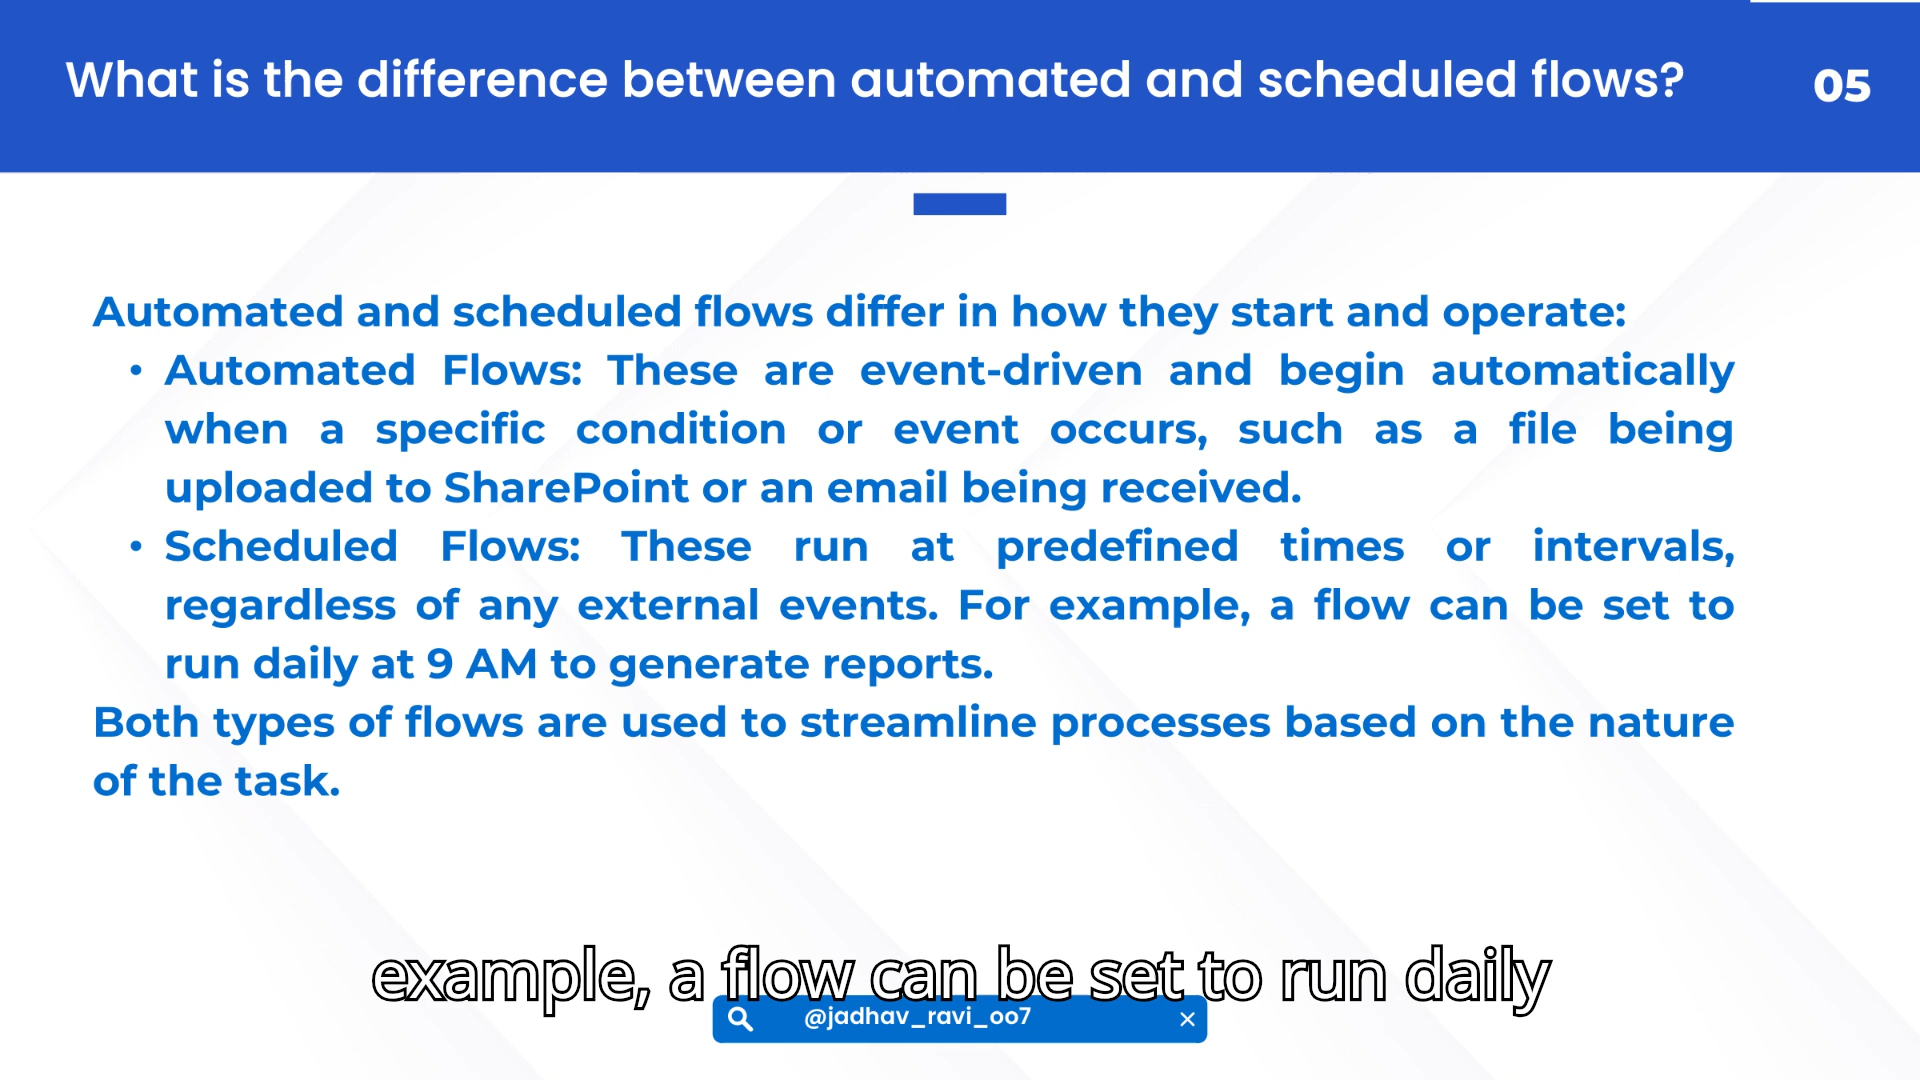 What is the difference between automated and scheduled flows?
05
Automated and scheduled flows differ in how they start and operate:
• Automated Flows: These are event-driven and begin automatically
when a specific condition or event occurs, such as a file being
uploaded to SharePoint or an email being received.
• Scheduled Flows: These run at predefined times or intervals,
regardless of any external events. For example, a flow can be set to
run daily at 9 AM to generate reports.
Both types of flows are used to streamline processes based on the nature
of the task.
example, a flow can be set to run daily
@jadhav_ravi_oo7